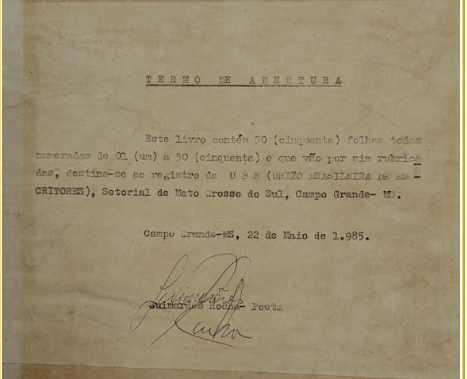 TERMO DE ABERTURA
Este livro contém 50 (cinquenta) folhas todas
numeradas de 01 (um) a 50 (cinquenta) e que vão por mim rubrica
das, destina-se ao registro da U B E (UNIÃO BRASILEIRA DE ES-
CRITORES), Setorial de Mato Grosso do Sul, Campo Grande- MS.
Campo Grande-MS, 22 de Maio de 1.985.
Guimarães Rocha- Poeta